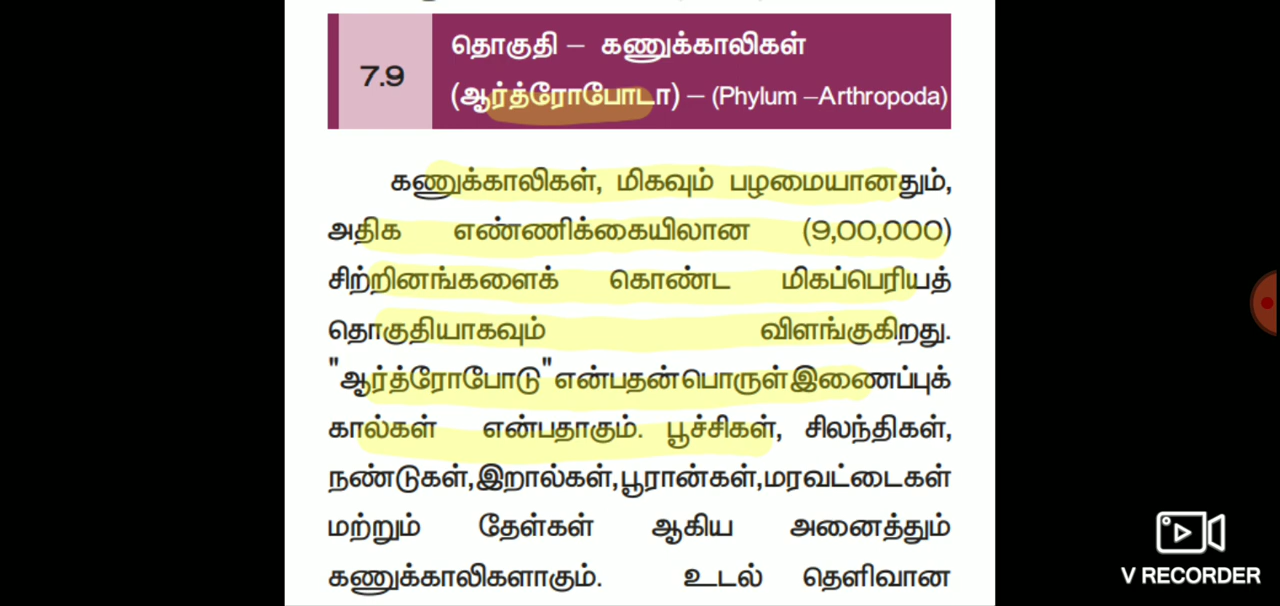 7.9
தொகுதி – கணுக்காலிகள்
(ஆர்த்ரோபோடா) – (Phylum –Arthropoda)
கணுக்காலிகள், மிகவும் பழமையானதும்,
அதிக எண்ணிக்கையிலான (9,00,000)
சிற்றினங்களைக் கொண்ட மிகப்பெரியத்
தொகுதியாகவும் விளங்குகிறது.
"ஆர்த்ரோபோடு" என்பதன் பொருள் இணைப்புக்
கால்கள் என்பதாகும். பூச்சிகள், சிலந்திகள்,
நண்டுகள், இறால்கள், பூரான்கள், மரவட்டைகள்
மற்றும் தேள்கள் ஆகிய அனைத்தும்
கணுக்காலிகளாகும். உடல் தெளிவான
V RECORDER